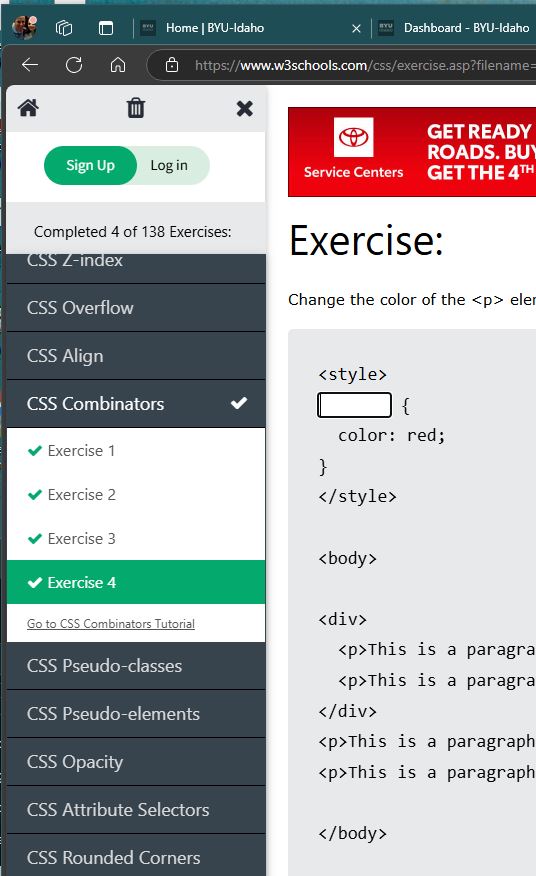 Home | BYU-Idaho
Dashboard - BYU-Idaho
https://www.w3schools.com/css/exercise.asp?filename=
Sign Up
Log in
Completed 4 of 138 Exercises:
CSS Z-index
CSS Overflow
CSS Align
CSS Combinators
Exercise 1
Exercise 2
Exercise 3
Exercise 4
Go to CSS Combinators Tutorial
CSS Pseudo-classes
CSS Pseudo-elements
CSS Opacity
CSS Attribute Selectors
CSS Rounded Corners
Service Centers
GET READY
ROADS. BUY
GET THE 4TH
Exercise:
Change the color of the <p> eler
<style>
{
color: red;
}
</style>
<body>
<div>
<p>This is a paragra
<p>This is a paragra
</div>
<p>This is a paragraph
<p>This is a paragraph
</body>